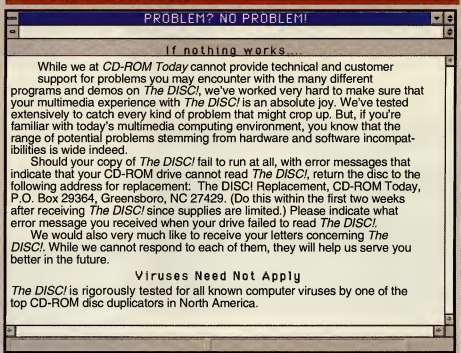 PROBLEM? NO PROBLEM!
If nothing works....
While we at CD-ROM Today cannot provide technical and customer
support for problems you may encounter with the many different
programs and demos on The DISC!, we've worked very hard to make sure that
your multimedia experience with The DISC! is an absolute joy. We've tested
extensively to catch every kind of problem that might crop up. But, if you're
familiar with today's multimedia computing environment, you know that the
range of potential problems stemming from hardware and software incompat-
ibilities is wide indeed.
Should your copy of The DISC! fail to run at all, with error messages that
indicate that your CD-ROM drive cannot read The DISC!, return the disc to the
following address for replacement: The DISC! Replacement, CD-ROM Today,
P.O. Box 29364, Greensboro, NC 27429. (Do this within the first two weeks
after receiving The DISC! since supplies are limited.) Please indicate what
error message you received when your drive failed to read The DISC!.
We would also very much like to receive your letters concerning The
DISC!. While we cannot respond to each of them, they will help us serve you
better in the future.
Viruses Need Not Apply
The DISC! is rigorously tested for all known computer viruses by one of the
top CD-ROM disc duplicators in North America.